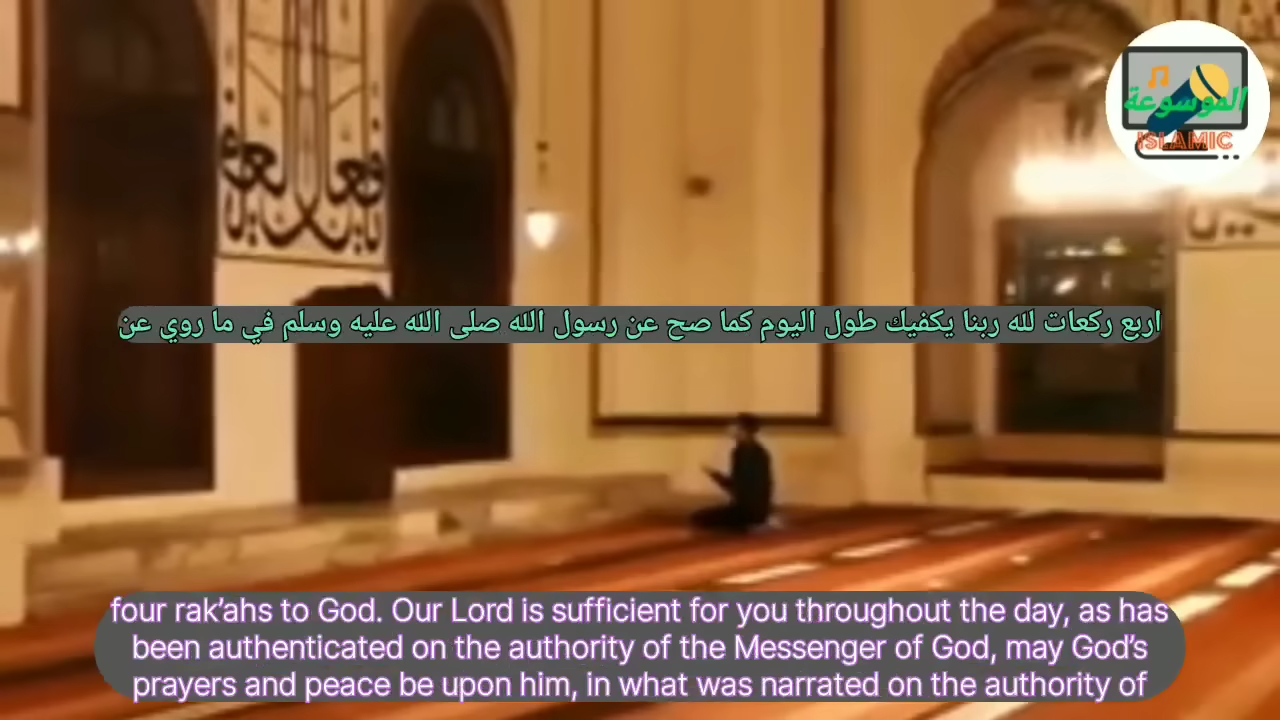 الموسوعة
ISLAMIC
اربع ركعات لله ربنا يكفيك طول اليوم كما صح عن رسول الله صلى الله عليه وسلم في ما روي عن
four rak’ahs to God. Our Lord is sufficient for you throughout the day, as has
been authenticated on the authority of the Messenger of God, may God’s
prayers and peace be upon him, in what was narrated on the authority of